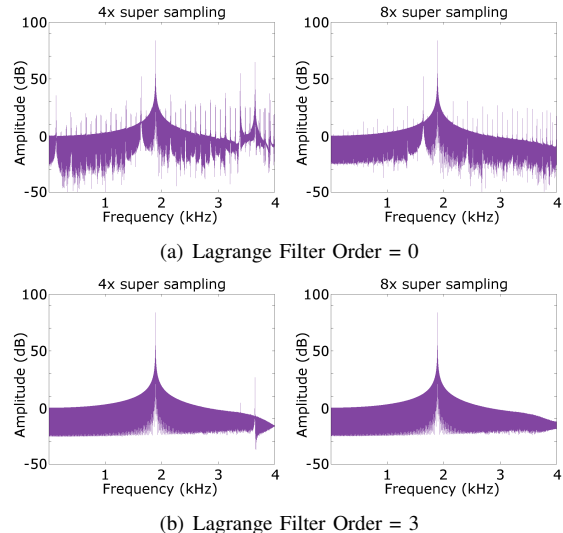 4x super sampling
100
50
0
-50
Amplitude (dB)
1
2
3
4
Frequency (kHz)
8x super sampling
100
50
0
-50
Amplitude (dB)
1
2
3
4
Frequency (kHz)
(a) Lagrange Filter Order = 0
4x super sampling
100
50
0
-50
Amplitude (dB)
1
2
3
4
Frequency (kHz)
8x super sampling
100
50
0
-50
Amplitude (dB)
1
2
3
4
Frequency (kHz)
(b) Lagrange Filter Order = 3